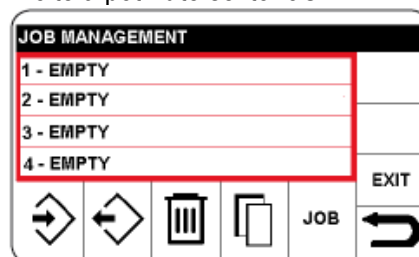 JOB MANAGEMENT
1 - EMPTY
2 - EMPTY
3 - EMPTY
4 - EMPTY
EXIT
JOB